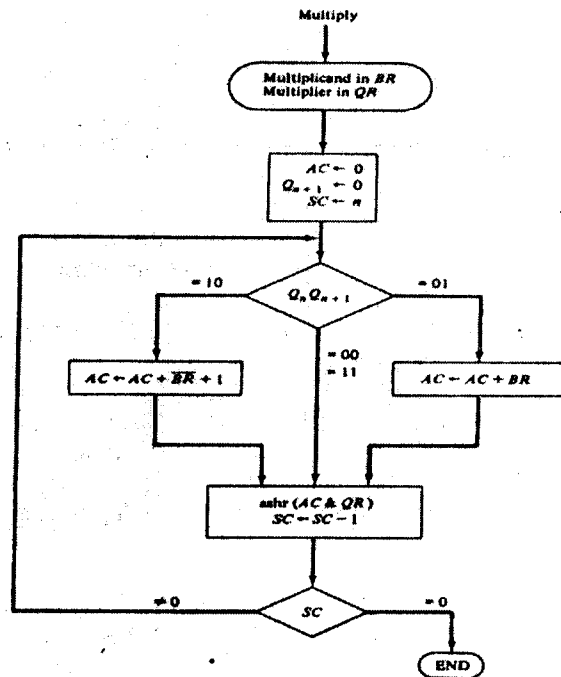 Multiply
Multiplicand in BR
Multiplier in QR
AC ← 0
Qn+1 ← 0
SC ← n
= 10
QnQn+1
= 01
= 00
= 11
AC ← AC + B̅R̅ + 1
AC ← AC + BR
ashr (AC & QR)
SC ← SC − 1
≠ 0
SC
= 0
END